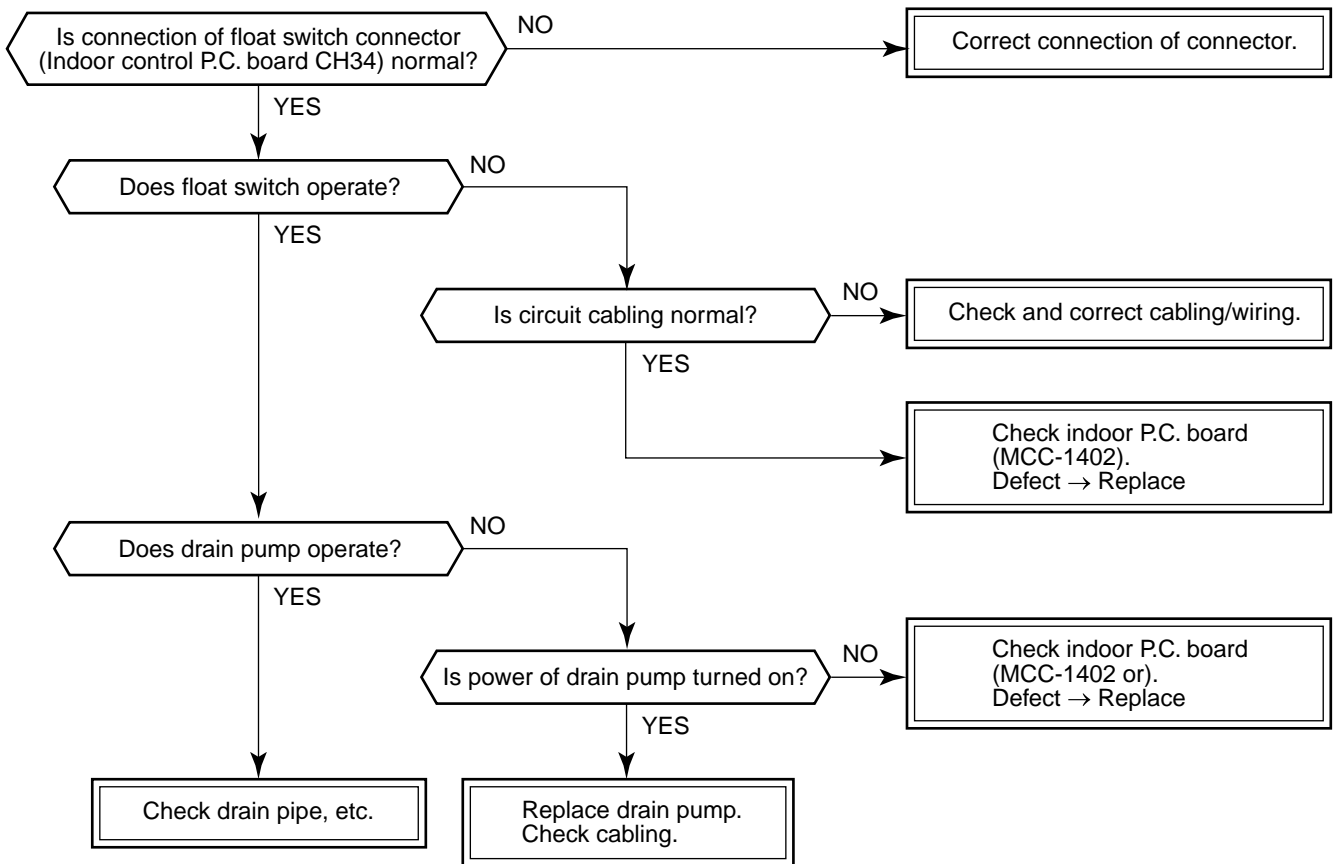 Is connection of float switch connector
(Indoor control P.C. board CH34) normal?
NO
Correct connection of connector.
YES
Does float switch operate?
NO
YES
Is circuit cabling normal?
NO
Check and correct cabling/wiring.
YES
Check indoor P.C. board
(MCC-1402).
Defect → Replace
Does drain pump operate?
NO
YES
Is power of drain pump turned on?
NO
Check indoor P.C. board
(MCC-1402 or).
Defect → Replace
YES
Check drain pipe, etc.
Replace drain pump.
Check cabling.